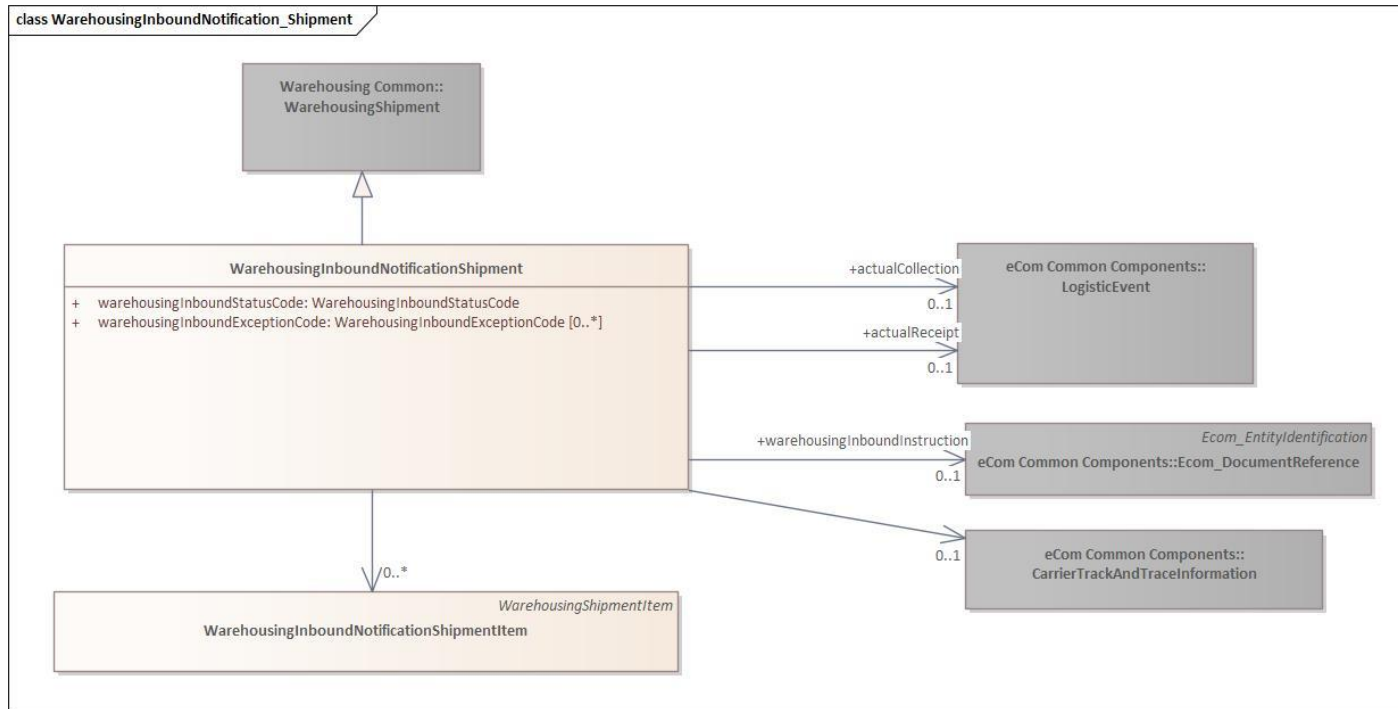 class WarehousingInboundNotification_Shipment
Warehousing Common::
WarehousingShipment
WarehousingInboundNotificationShipment
+ warehousingInboundStatusCode: WarehousingInboundStatusCode
+ warehousingInboundExceptionCode: WarehousingInboundExceptionCode [0..*]
+actualCollection
0..1
+actualReceipt
0..1
eCom Common Components::
LogisticEvent
+warehousingInboundInstruction
0..1
Ecom_EntityIdentification
eCom Common Components::Ecom_DocumentReference
0..1
eCom Common Components::
CarrierTrackAndTraceInformation
/0..*
WarehousingShipmentItem
WarehousingInboundNotificationShipmentItem